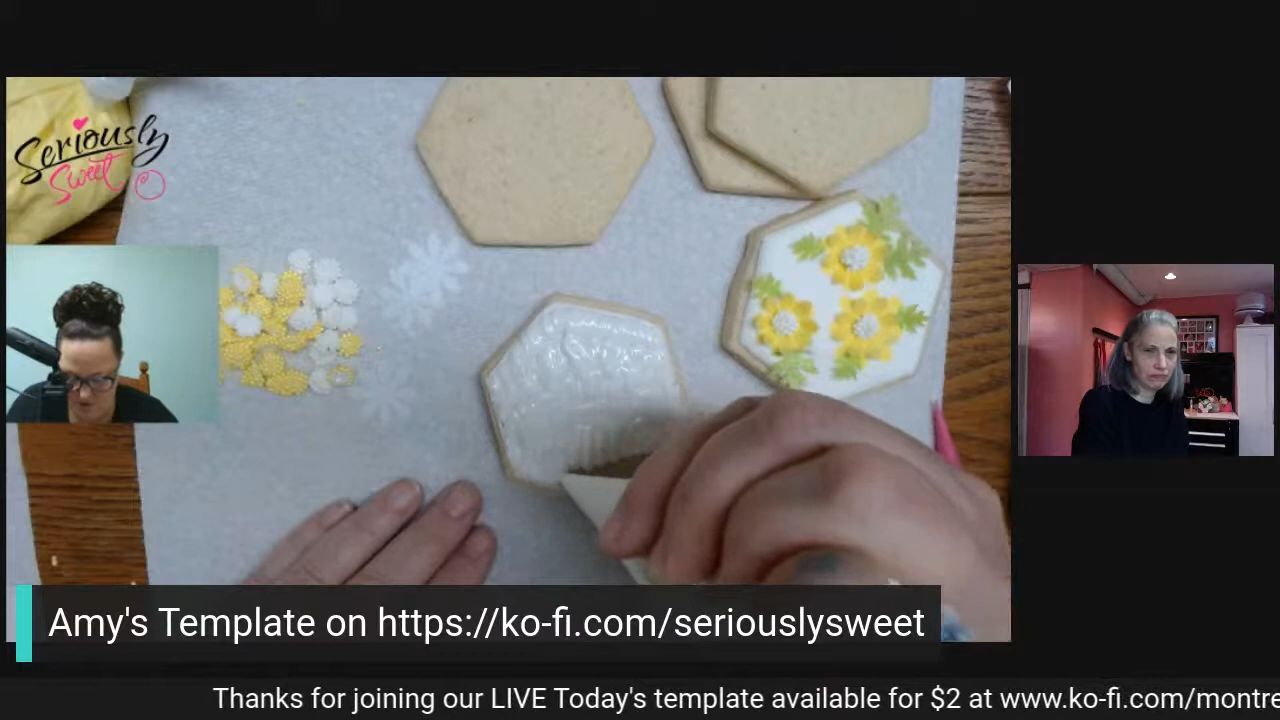 Seriously
Sweet
Amy's Template on https://ko-fi.com/seriouslysweet
Thanks for joining our LIVE Today's template available for $2 at www.ko-fi.com/montre